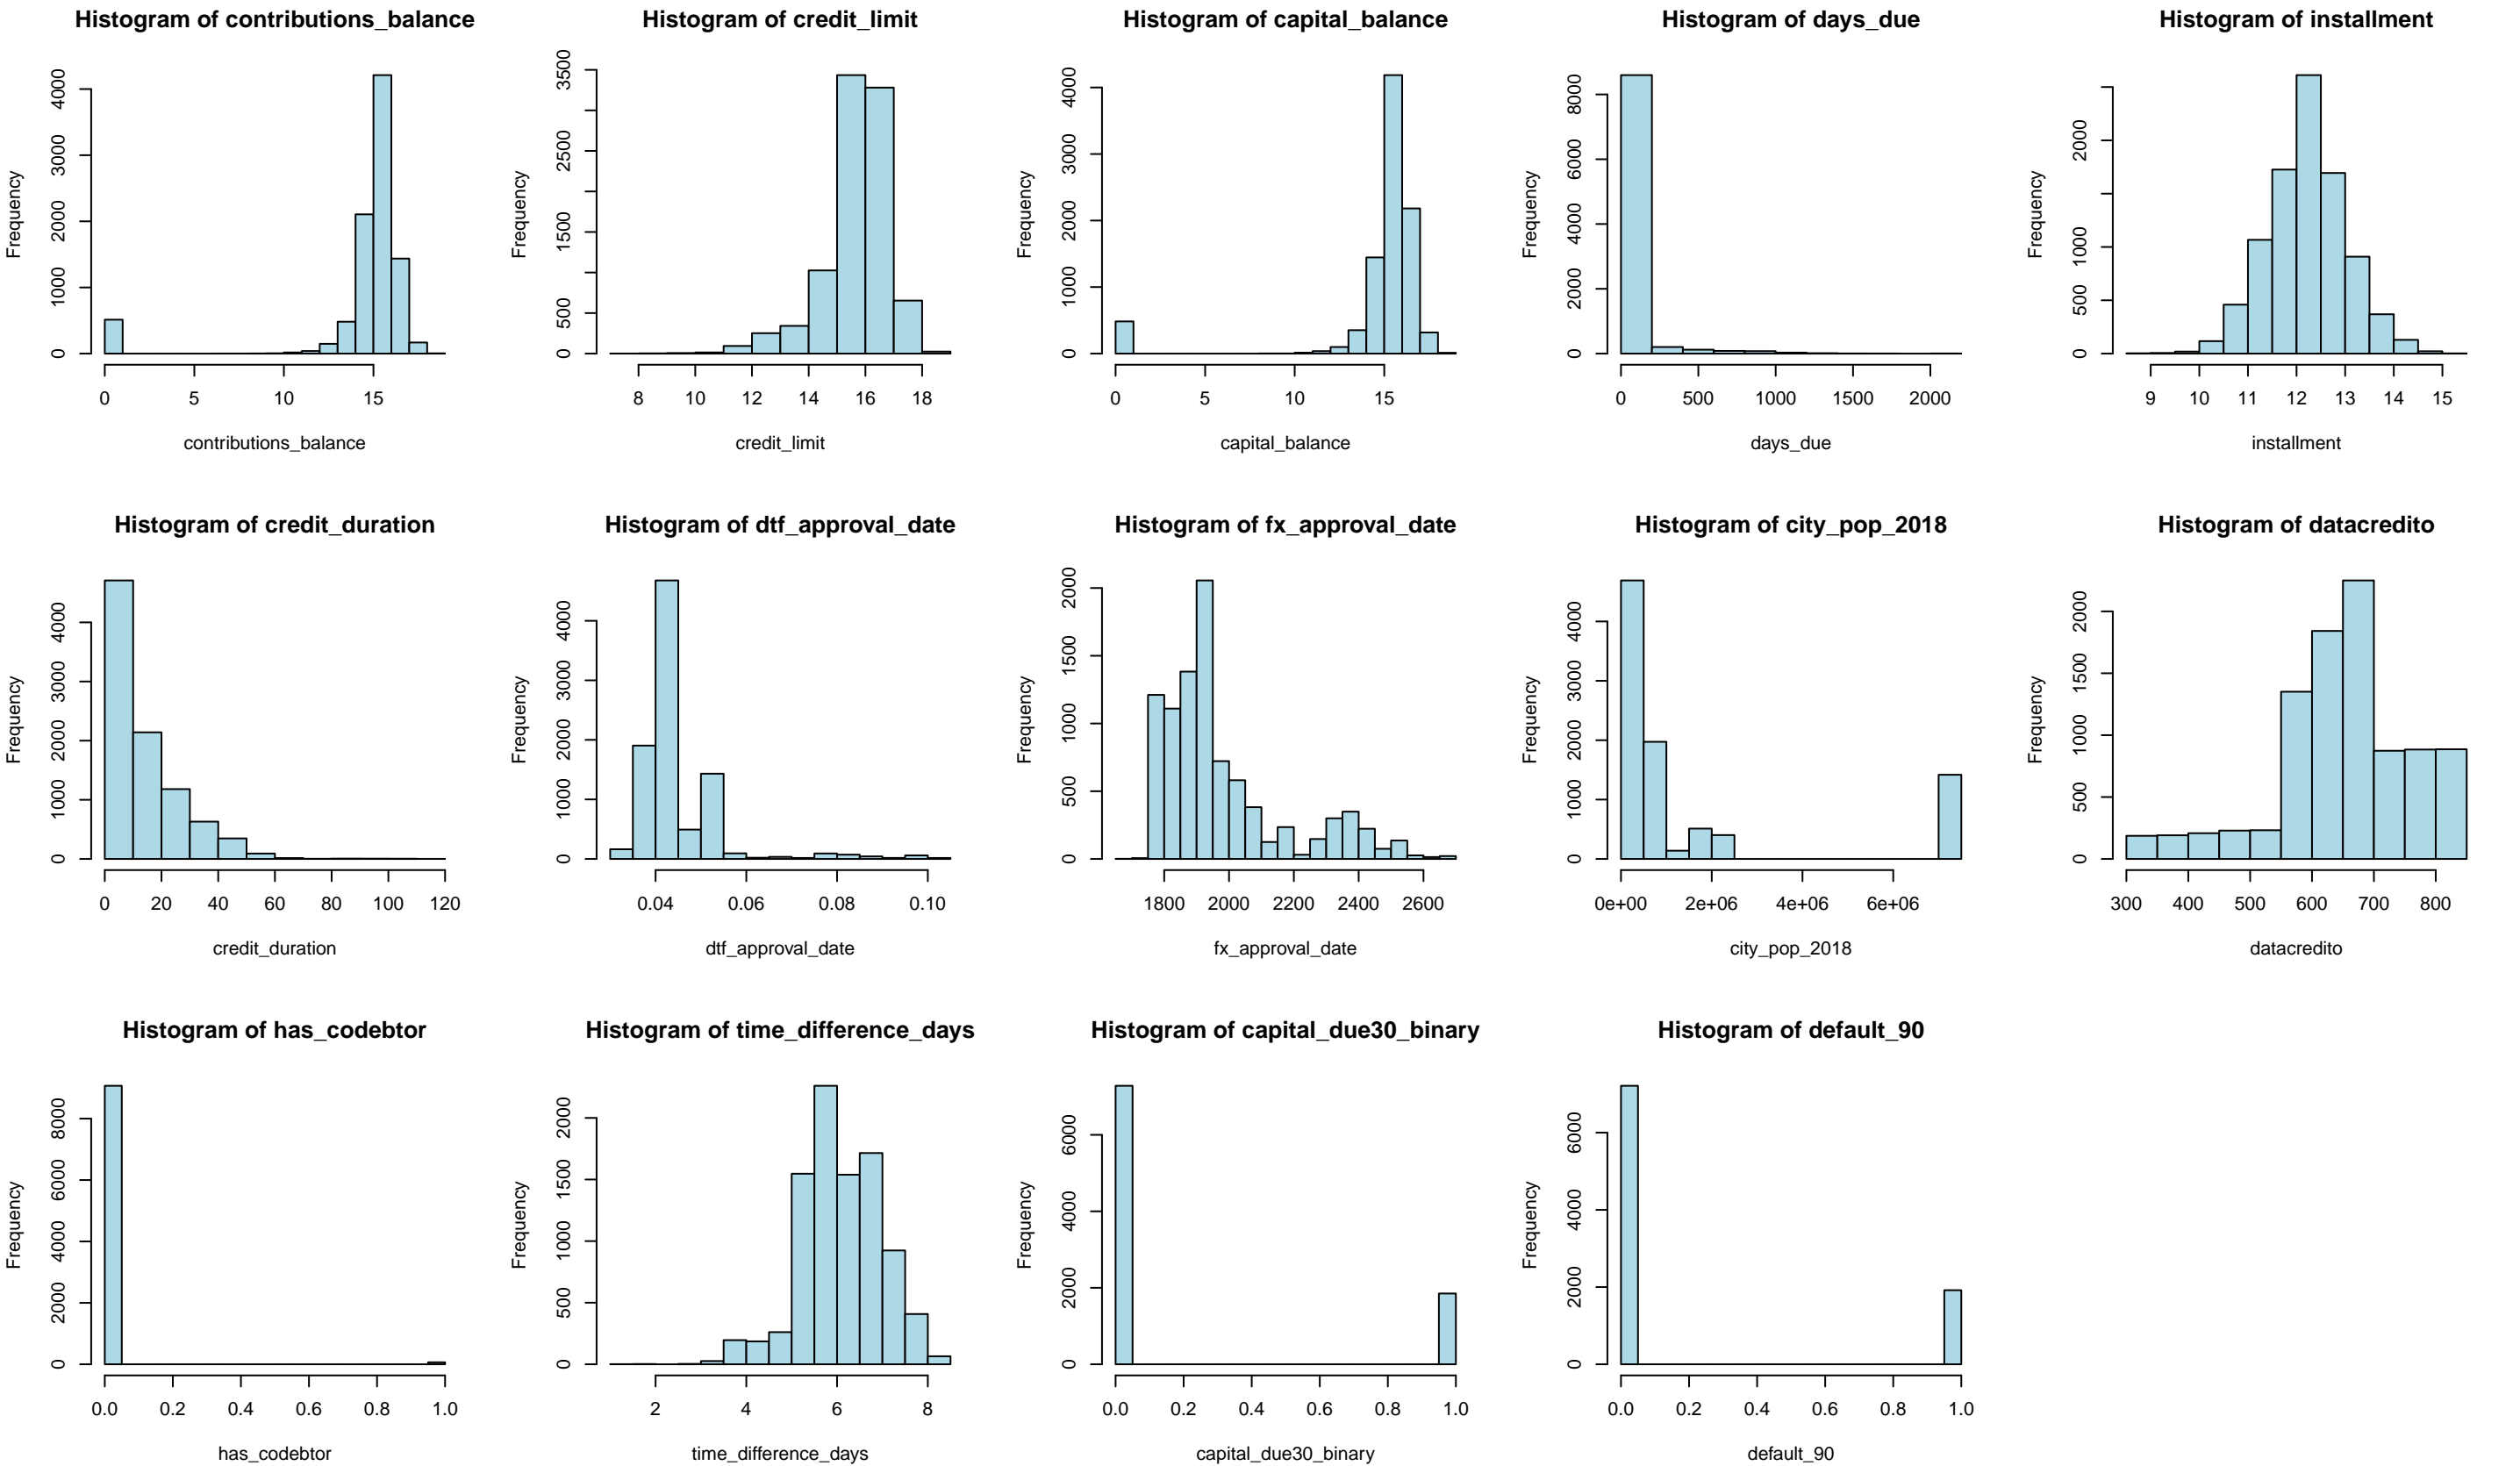 Histogram of contributions_balance
Frequency
0 1000 2000 3000 4000
0 5 10 15
contributions_balance
Histogram of credit_limit
Frequency
0 500 1500 2500 3500
8 10 12 14 16 18
credit_limit
Histogram of capital_balance
Frequency
0 1000 2000 3000 4000
0 5 10 15
capital_balance
Histogram of days_due
Frequency
0 2000 4000 6000 8000
0 500 1000 1500 2000
days_due
Histogram of installment
Frequency
0 500 1000 2000
9 10 11 12 13 14 15
installment
Histogram of credit_duration
Frequency
0 1000 2000 3000 4000
0 20 40 60 80 100 120
credit_duration
Histogram of dtf_approval_date
Frequency
0 1000 2000 3000 4000
0.04 0.06 0.08 0.10
dtf_approval_date
Histogram of fx_approval_date
Frequency
0 500 1000 1500 2000
1800 2000 2200 2400 2600
fx_approval_date
Histogram of city_pop_2018
Frequency
0 1000 2000 3000 4000
0e+00 2e+06 4e+06 6e+06
city_pop_2018
Histogram of datacredito
Frequency
0 500 1000 1500 2000
300 400 500 600 700 800
datacredito
Histogram of has_codebtor
Frequency
0 2000 4000 6000 8000
0.0 0.2 0.4 0.6 0.8 1.0
has_codebtor
Histogram of time_difference_days
Frequency
0 500 1000 1500 2000
2 4 6 8
time_difference_days
Histogram of capital_due30_binary
Frequency
0 2000 4000 6000
0.0 0.2 0.4 0.6 0.8 1.0
capital_due30_binary
Histogram of default_90
Frequency
0 2000 4000 6000
0.0 0.2 0.4 0.6 0.8 1.0
default_90